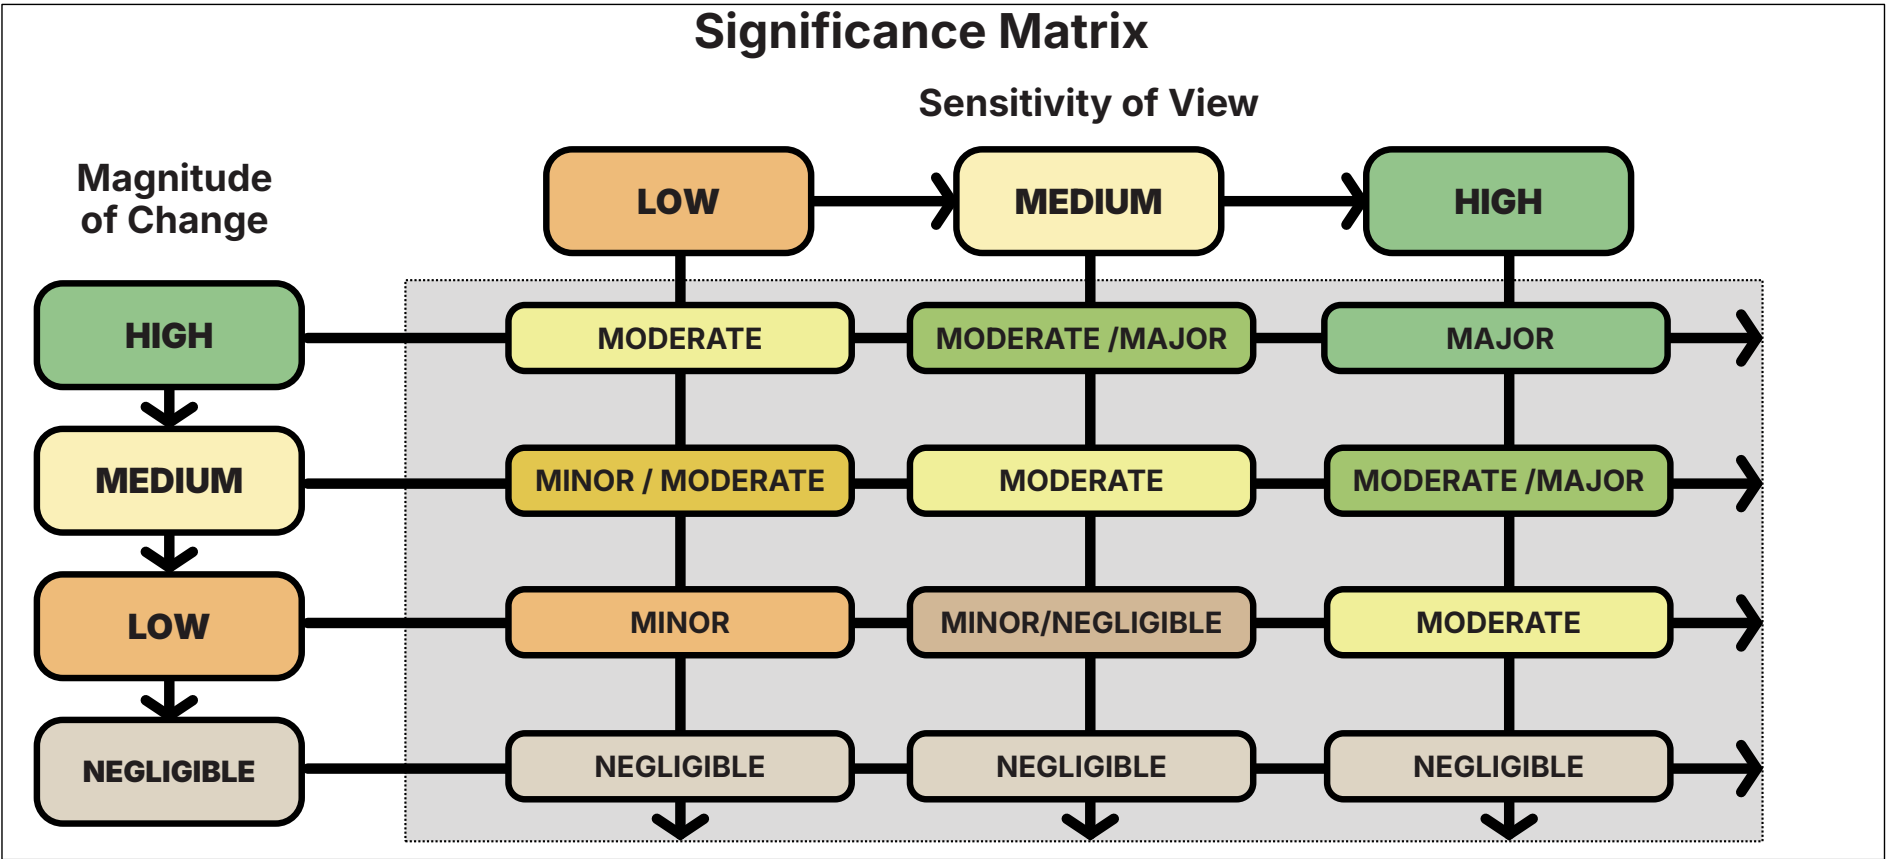 Significance Matrix
Sensitivity of View
Magnitude
of Change
LOW
MEDIUM
HIGH
HIGH
MODERATE
MODERATE /MAJOR
MAJOR
MEDIUM
MINOR / MODERATE
MODERATE
MODERATE /MAJOR
LOW
MINOR
MINOR/NEGLIGIBLE
MODERATE
NEGLIGIBLE
NEGLIGIBLE
NEGLIGIBLE
NEGLIGIBLE